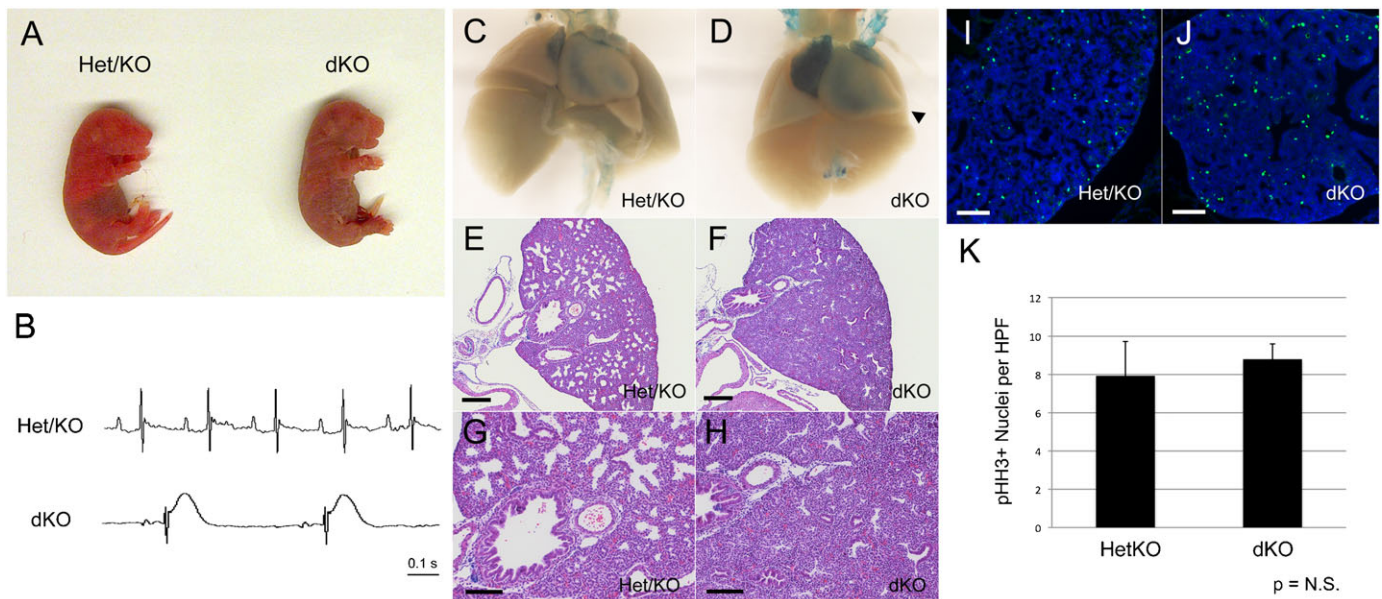 A
Het/KO
dKO
B
Het/KO
dKO
0.1 s
C
Het/KO
D
dKO
E
Het/KO
F
dKO
G
Het/KO
H
dKO
I
Het/KO
J
dKO
K
pHH3+ Nuclei per HPF
12
10
8
6
4
2
0
HetKO
dKO
p = N.S.